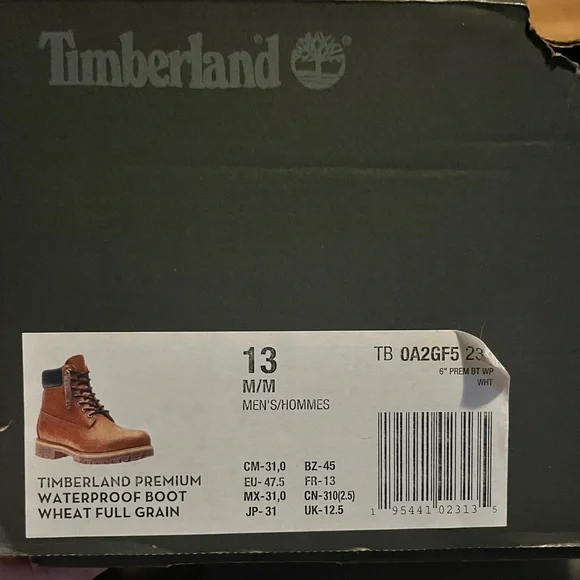 Timberland®
13
M/M
MEN'S/HOMMES
TB 0A2GF5 23
6" PREM BT WP
WHT
TIMBERLAND PREMIUM
WATERPROOF BOOT
WHEAT FULL GRAIN
CM-31,0 BZ-45
EU-47.5 FR-13
MX-31,0 CN-310(2.5)
JP-31 UK-12.5
1 95441 02313 5